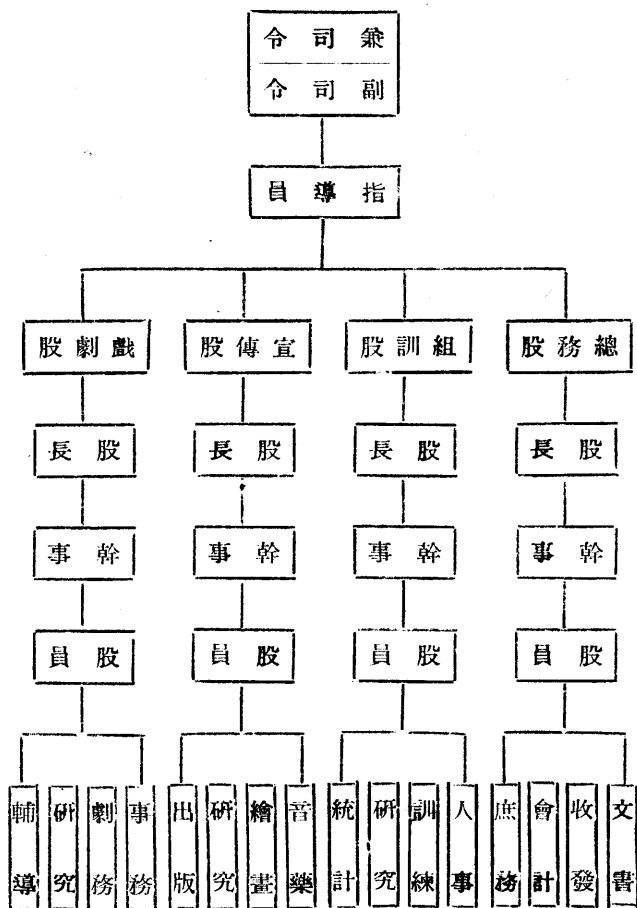 兼司令
副司令
指導員
總務股
組訓股
宣傳股
戲劇股
股長
股長
股長
股長
幹事
幹事
幹事
幹事
股員
股員
股員
股員
文書
收發
會計
庶務
人事
訓練
研究
統計
音藥
繪畫
研究
出版
事務
劇務
研究
輔導